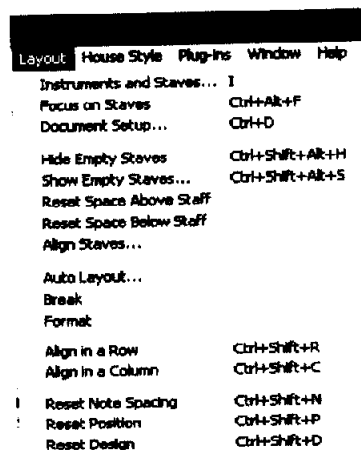 Layout House Style Plug-ins Window Help
Instruments and Staves... I
Focus on Staves Ctrl+Alt+F
Document Setup... Ctrl+D
Hide Empty Staves Ctrl+Shift+Alt+H
Show Empty Staves... Ctrl+Shift+Alt+S
Reset Space Above Staff
Reset Space Below Staff
Align Staves...
Auto Layout...
Break
Format
Align in a Row Ctrl+Shift+R
Align in a Column Ctrl+Shift+C
Reset Note Spacing Ctrl+Shift+N
Reset Position Ctrl+Shift+P
Reset Design Ctrl+Shift+D